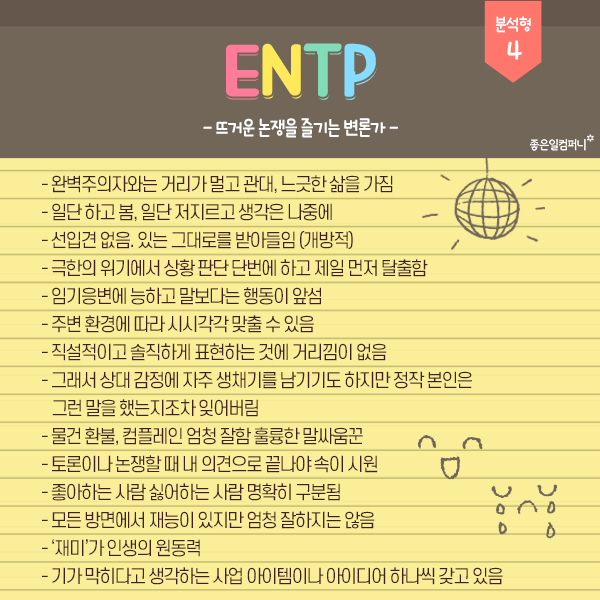 분석형
4
ENTP
- 뜨거운 논쟁을 즐기는 변론가 -
좋은일컴퍼니
- 완벽주의자와는 거리가 멀고 관대, 느긋한 삶을 가짐
- 일단 하고 봄, 일단 저지르고 생각은 나중에
- 선입견 없음. 있는 그대로를 받아들임 (개방적)
- 극한의 위기에서 상황 판단 단번에 하고 제일 먼저 탈출함
- 임기응변에 능하고 말보다는 행동이 앞섬
- 주변 환경에 따라 시시각각 맞출 수 있음
- 직설적이고 솔직하게 표현하는 것에 거리낌이 없음
- 그래서 상대 감정에 자주 생채기를 남기기도 하지만 정작 본인은
그런 말을 했는지조차 잊어버림
- 물건 환불, 컴플레인 엄청 잘함 훌륭한 말싸움꾼
- 토론이나 논쟁할 때 내 의견으로 끝나야 속이 시원
- 좋아하는 사람 싫어하는 사람 명확히 구분됨
- 모든 방면에서 재능이 있지만 엄청 잘하지는 않음
- ‘재미’가 인생의 원동력
- 기가 막히다고 생각하는 사업 아이템이나 아이디어 하나씩 갖고 있음